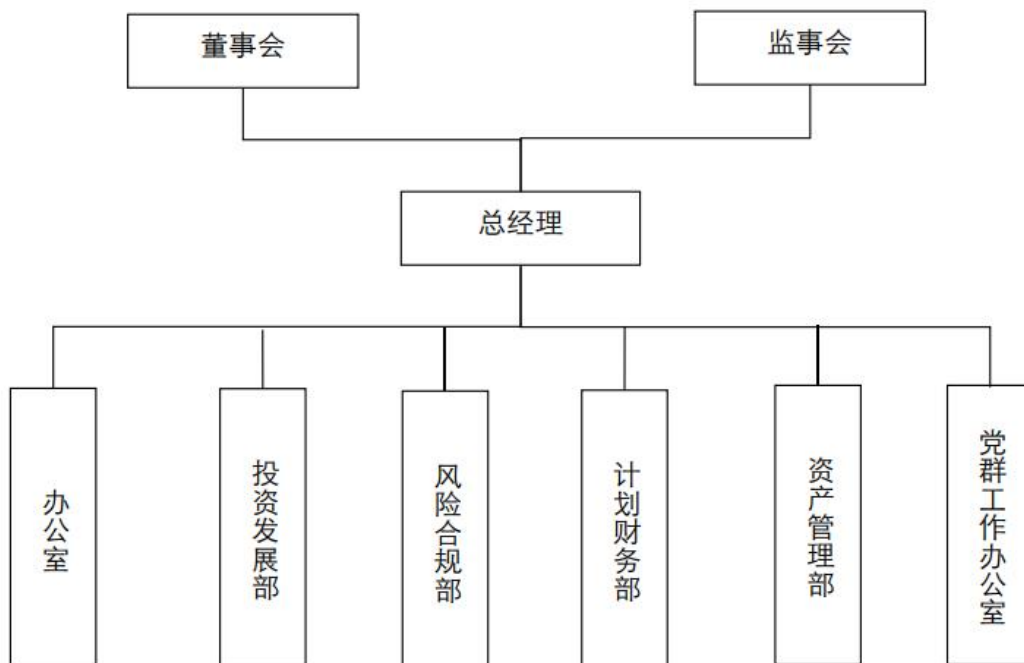 董事会
监事会
总经理
办公室
投资发展部
风险合规部
计划财务部
资产管理部
党群工作办公室